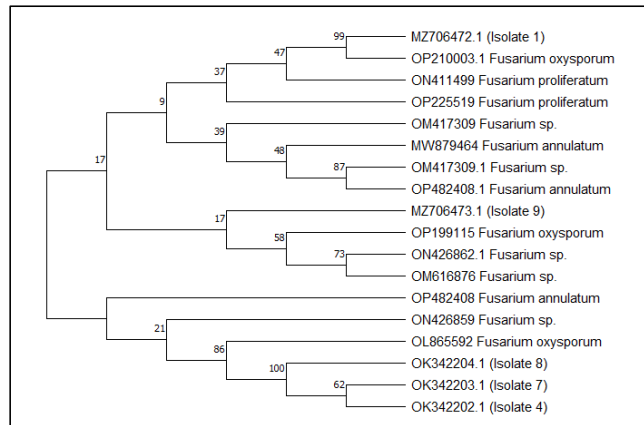 99
MZ706472.1 (Isolate 1)
47
OP210003.1 Fusarium oxysporum
37
ON411499 Fusarium proliferatum
9
OP225519 Fusarium proliferatum
OM417309 Fusarium sp.
39
MW879464 Fusarium annulatum
48
17
87
OM417309.1 Fusarium sp.
OP482408.1 Fusarium annulatum
17
MZ706473.1 (Isolate 9)
58
OP199115 Fusarium oxysporum
73
ON426862.1 Fusarium sp.
OM616876 Fusarium sp.
OP482408 Fusarium annulatum
21
ON426859 Fusarium sp.
86
OL865592 Fusarium oxysporum
100
OK342204.1 (Isolate 8)
62
OK342203.1 (Isolate 7)
OK342202.1 (Isolate 4)